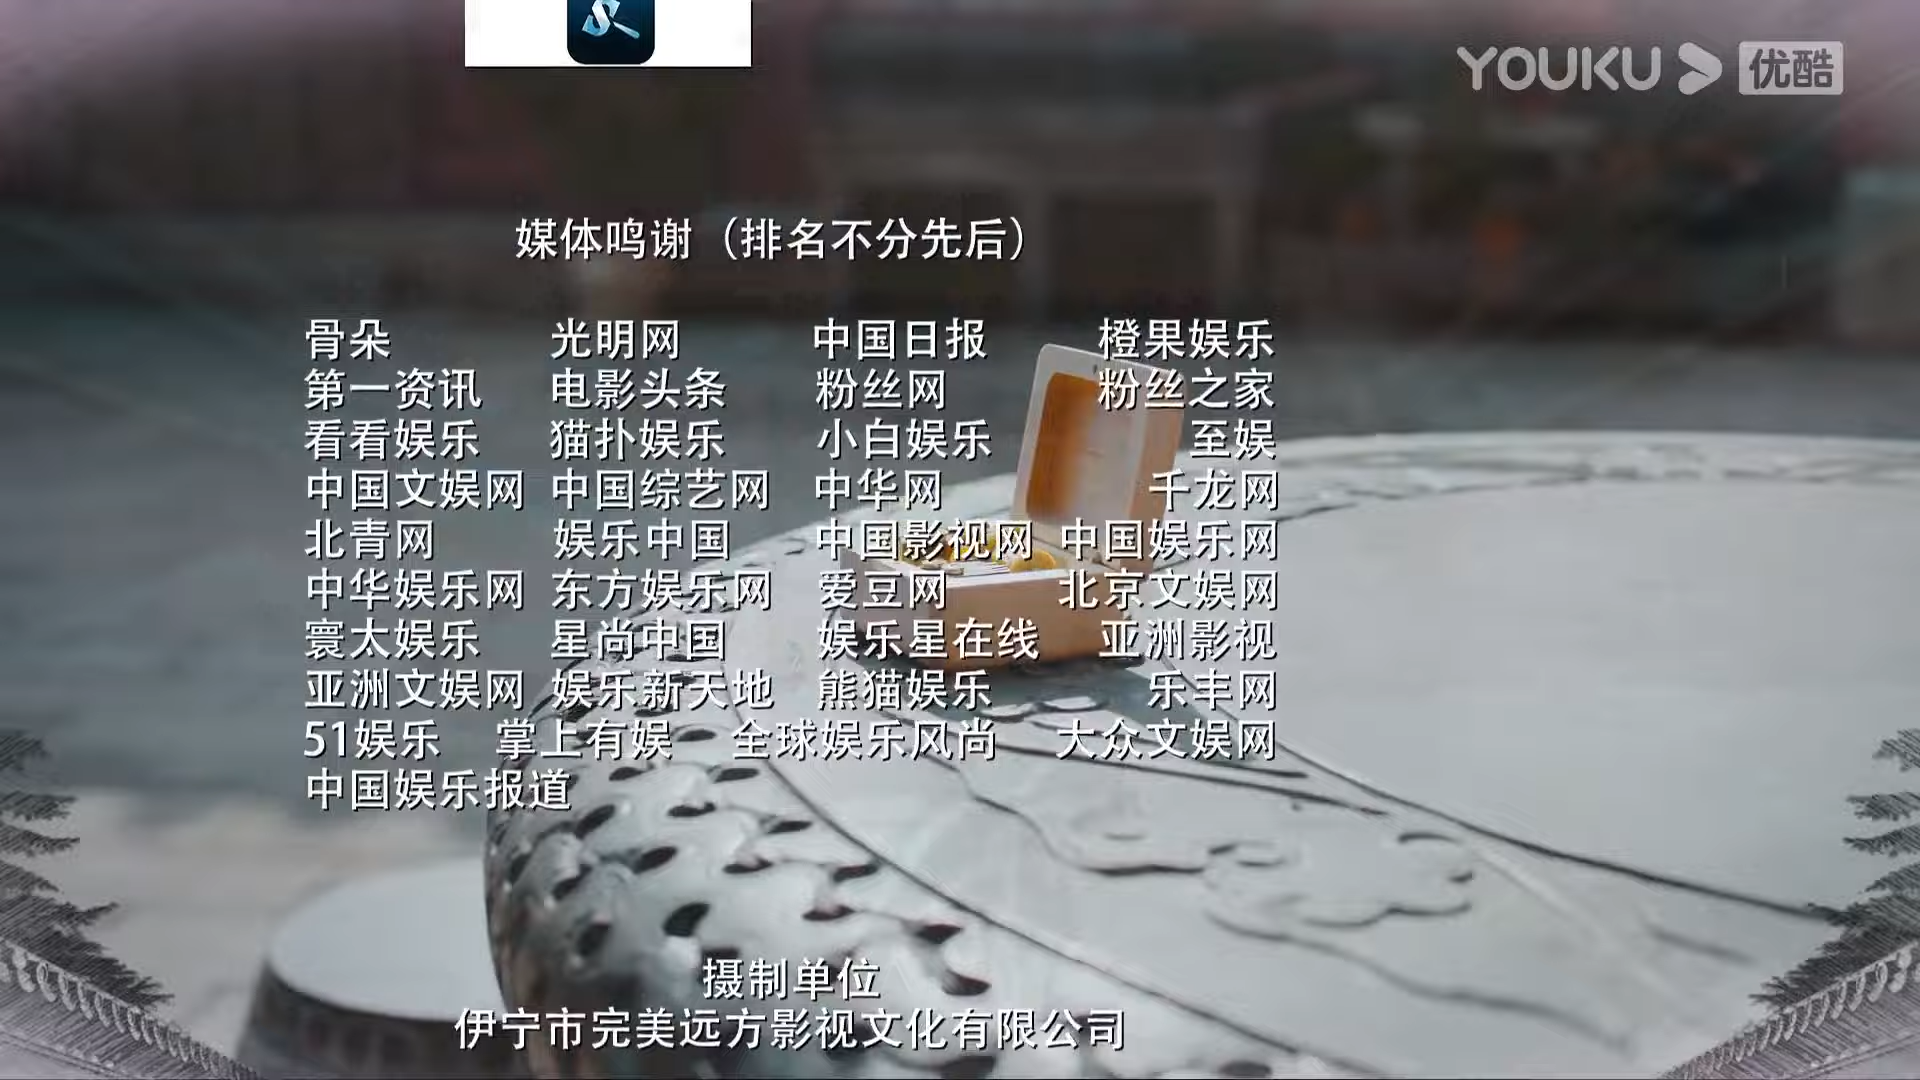 YOUKU 优酷
媒体鸣谢（排名不分先后）
骨朵 光明网 中国日报 橙果娱乐
第一资讯 电影头条 粉丝网 粉丝之家
看看娱乐 猫扑娱乐 小白娱乐 至娱
中国文娱网 中国综艺网 中华网 千龙网
北青网 娱乐中国 中国影视网 中国娱乐网
中华娱乐网 东方娱乐网 爱豆网 北京文娱网
寰太娱乐 星尚中国 娱乐星在线 亚洲影视
亚洲文娱网 娱乐新天地 熊猫娱乐 乐丰网
51娱乐 掌上有娱 全球娱乐风尚 大众文娱网
中国娱乐报道
摄制单位
伊宁市完美远方影视文化有限公司